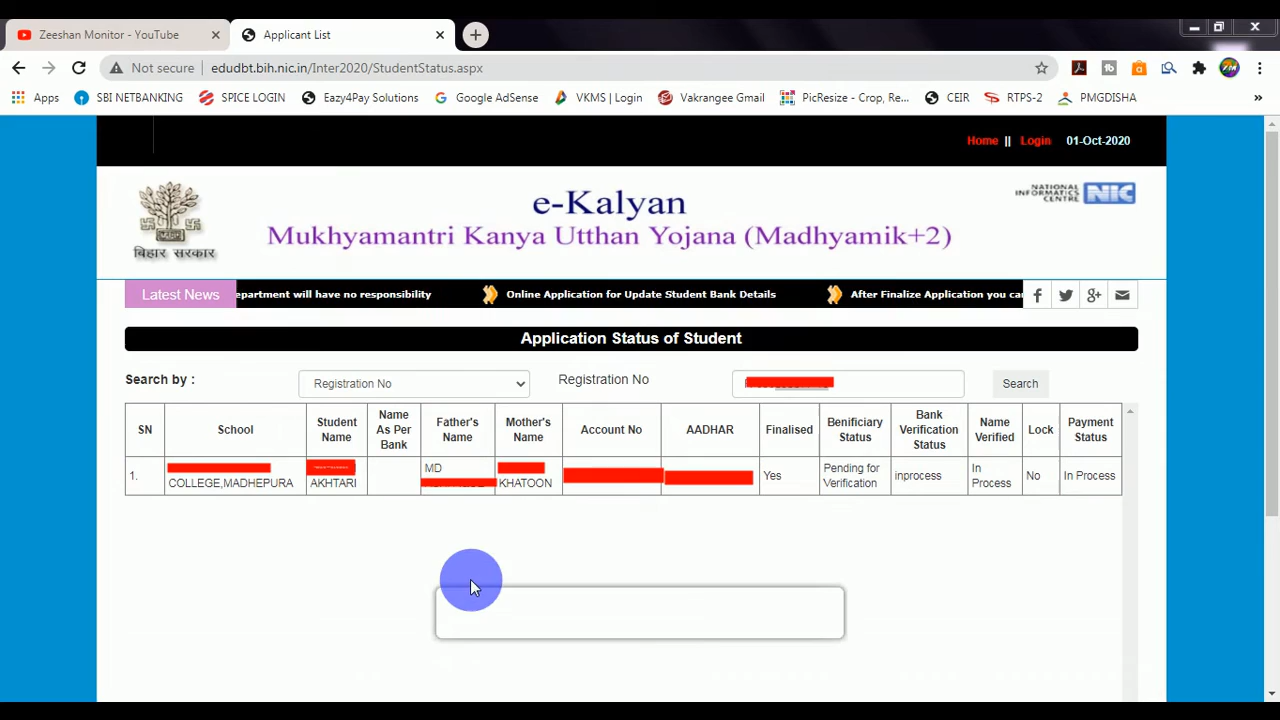 Zeeshan Monitor - YouTube
Applicant List
Not secure edudbt.bih.nic.in/Inter2020/StudentStatus.aspx
Apps SBI NETBANKING SPICE LOGIN Eazy4Pay Solutions Google AdSense VKMS | Login Vakrangee Gmail PicResize - Crop, Re... CEIR RTPS-2 PMGDISHA »
Home || Login 01-Oct-2020
बिहार सरकार
e-Kalyan
Mukhyamantri Kanya Utthan Yojana (Madhyamik+2)
NATIONAL INFORMATICS CENTRE NIC
Latest News epartment will have no responsibility Online Application for Update Student Bank Details After Finalize Application you can
Application Status of Student
Search by : Registration No Registration No Search
SN School Student Name Name As Per Bank Father's Name Mother's Name Account No AADHAR Finalised Benificiary Status Bank Verification Status Name Verified Lock Payment Status
1. COLLEGE,MADHEPURA AKHTARI MD KHATOON Yes Pending for Verification inprocess In Process No In Process